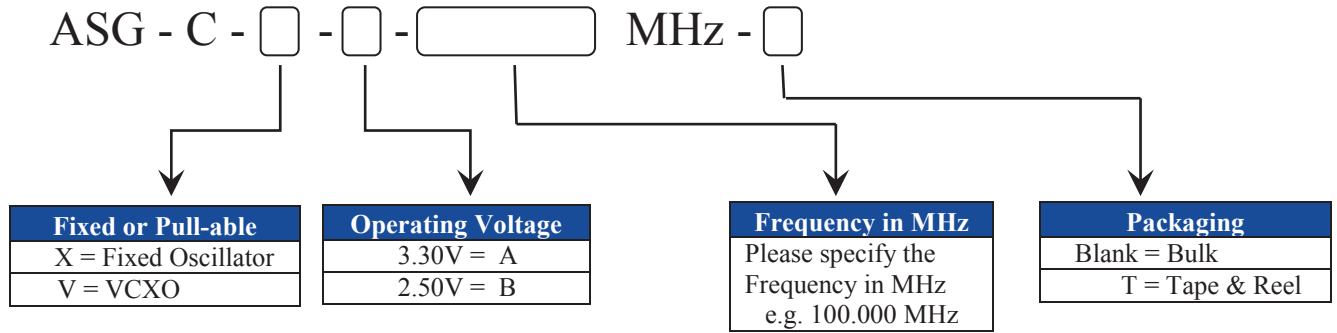 ASG - C - - - MHz -
Fixed or Pull-able
X = Fixed Oscillator
V = VCXO
Operating Voltage
3.30V = A
2.50V = B
Frequency in MHz
Please specify the
Frequency in MHz
e.g. 100.000 MHz
Packaging
Blank = Bulk
T = Tape & Reel